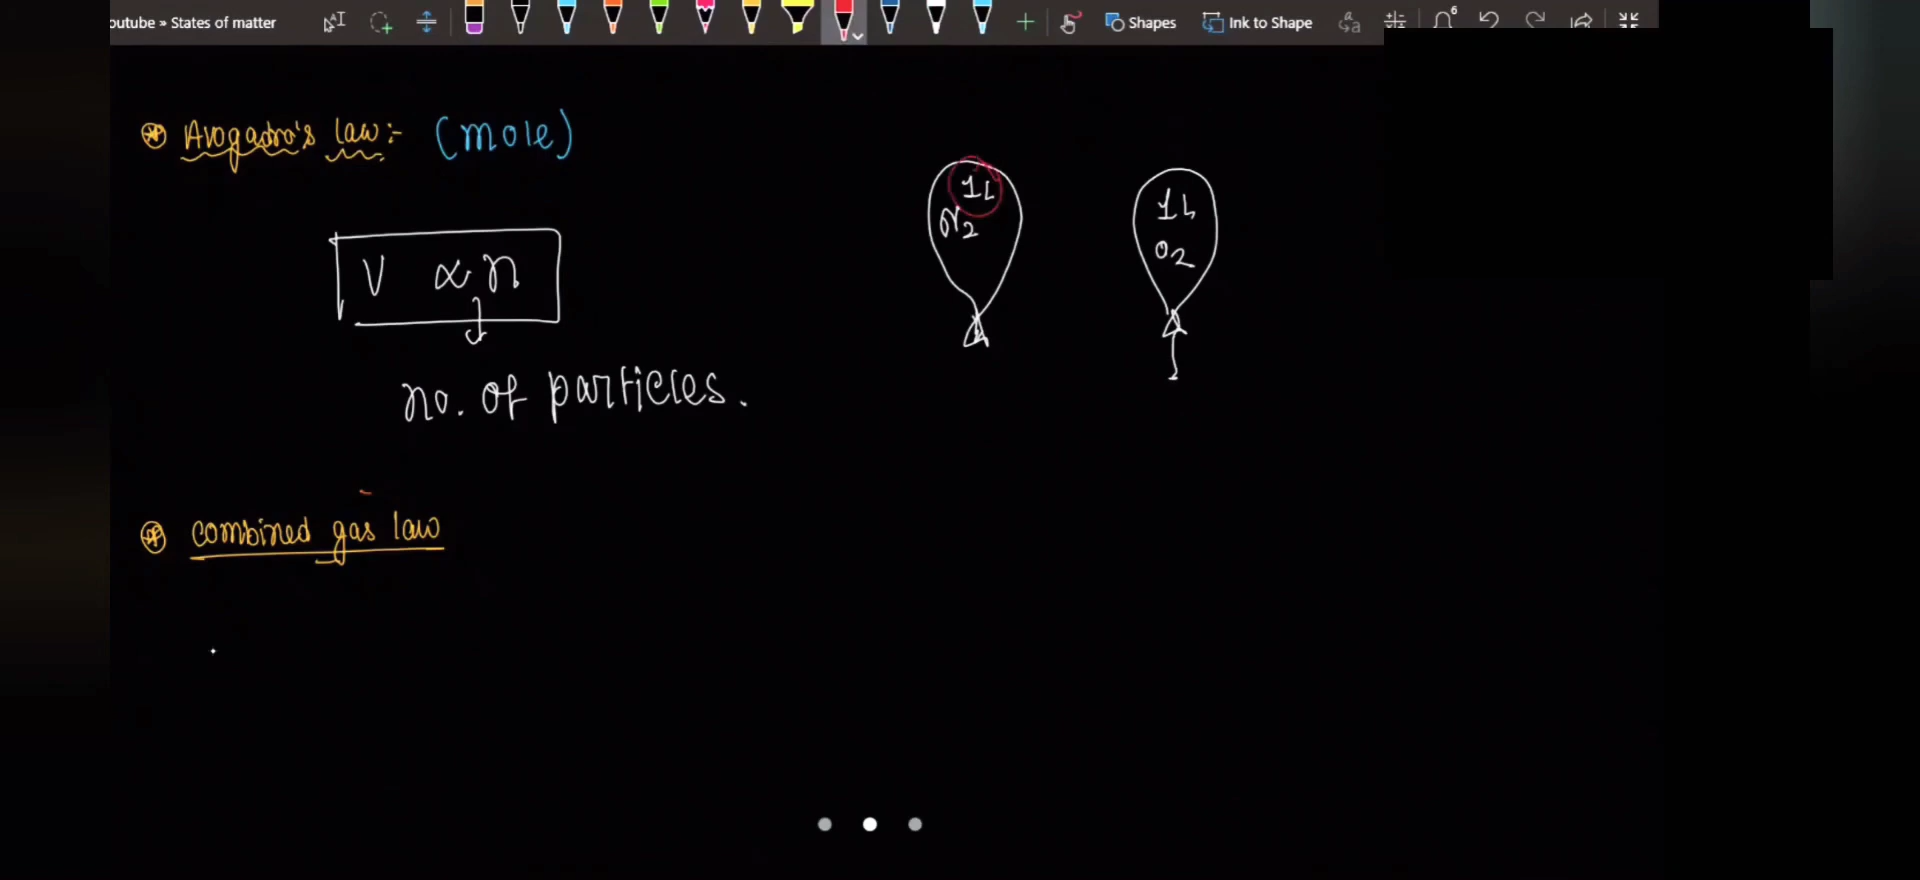 outube » States of matter
Shapes
Ink to Shape
6
Avogadro's law:- (mole)
V ∝ n
no. of particles.
1L
N2
1L
O2
combined gas law